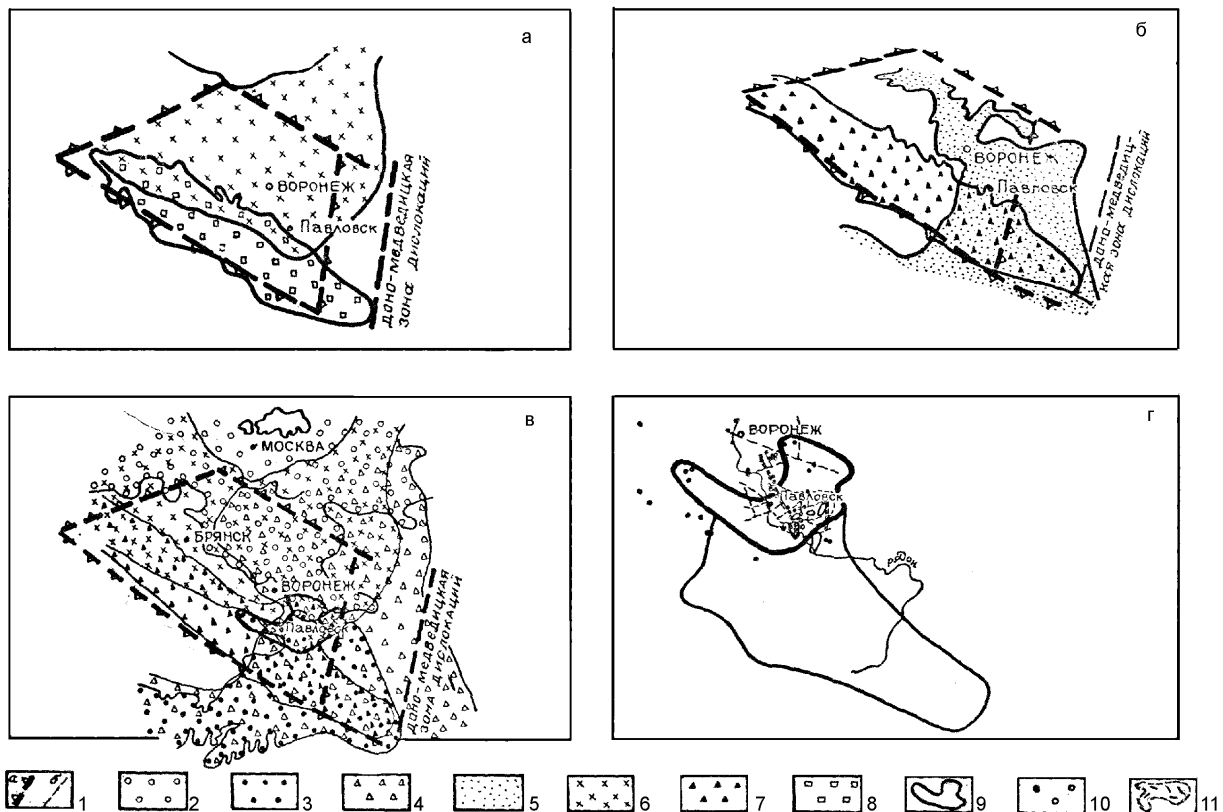 а
ВОРОНЕЖ
Павловск
ДОНО-МЕДВЕДИЦКАЯ
ЗОНА ДИСЛОКАЦИЙ
б
ВОРОНЕЖ
Павловск
ДОНО-МЕДВЕДИЦ-
КАЯ ЗОНА ДИСЛОКАЦИЙ
в
МОСКВА
БРЯНСК
ВОРОНЕЖ
Павловск
ДОНО-МЕДВЕДИЦКАЯ
ЗОНА ДИСЛОКАЦИЙ
г
ВОРОНЕЖ
Павловск
р. Дон
а б 1 2 3 4 5 6 7 8 9 10 11